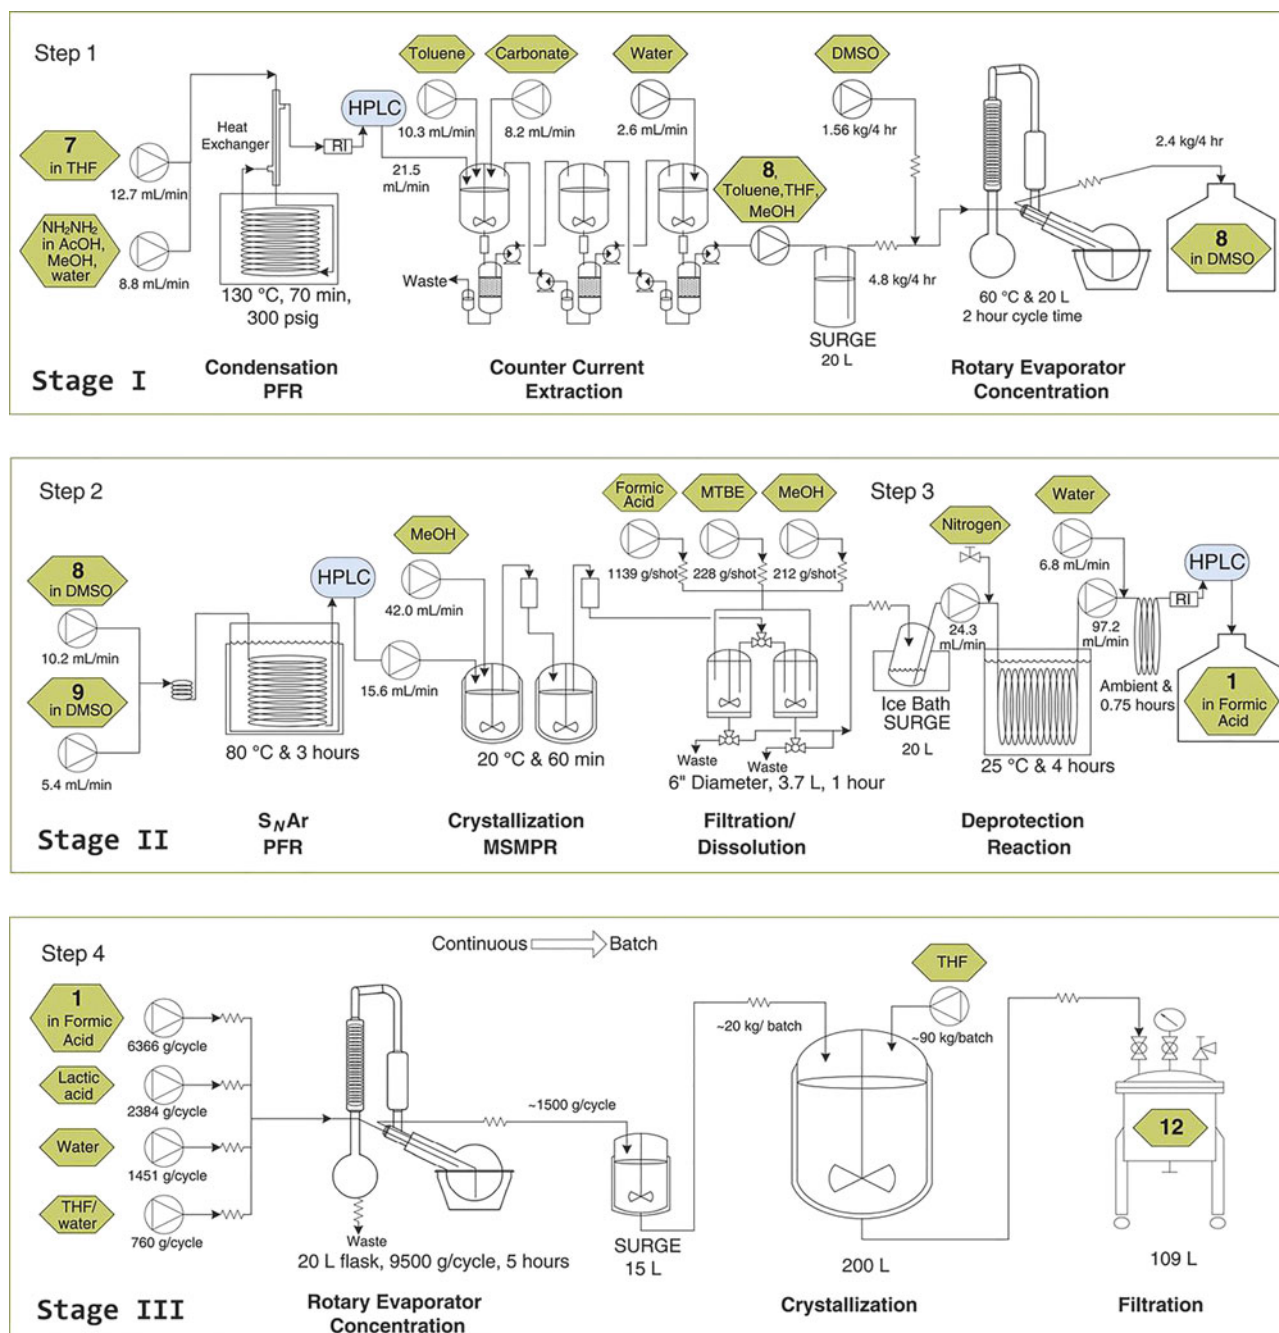 Step 1
Toluene
Carbonate
Water
DMSO
10.3 mL/min
8.2 mL/min
2.6 mL/min
1.56 kg/4 hr
HPLC
Heat
Exchanger
RI
7
in THF
12.7 mL/min
21.5
mL/min
NH2NH2
in AcOH,
MeOH,
water
8.8 mL/min
130 °C, 70 min,
300 psig
Waste
8,
Toluene,THF,
MeOH
4.8 kg/4 hr
SURGE
20 L
2.4 kg/4 hr
8
in DMSO
60 °C & 20 L
2 hour cycle time
Stage I
Condensation
PFR
Counter Current
Extraction
Rotary Evaporator
Concentration
Step 2
8
in DMSO
10.2 mL/min
9
in DMSO
5.4 mL/min
HPLC
80 °C & 3 hours
MeOH
42.0 mL/min
15.6 mL/min
20 °C & 60 min
Formic
Acid
MTBE
MeOH
1139 g/shot
228 g/shot
212 g/shot
Waste
Waste
6" Diameter, 3.7 L, 1 hour
Step 3
Nitrogen
Water
6.8 mL/min
24.3
mL/min
97.2
mL/min
RI
HPLC
Ice Bath
SURGE
20 L
Ambient &
0.75 hours
25 °C & 4 hours
1
in Formic
Acid
Stage II
SNAr
PFR
Crystallization
MSMPR
Filtration/
Dissolution
Deprotection
Reaction
Step 4
Continuous
Batch
1
in Formic
Acid
6366 g/cycle
Lactic
acid
2384 g/cycle
Water
1451 g/cycle
THF/
water
760 g/cycle
Waste
20 L flask, 9500 g/cycle, 5 hours
~1500 g/cycle
SURGE
15 L
~20 kg/ batch
THF
~90 kg/batch
200 L
12
109 L
Stage III
Rotary Evaporator
Concentration
Crystallization
Filtration